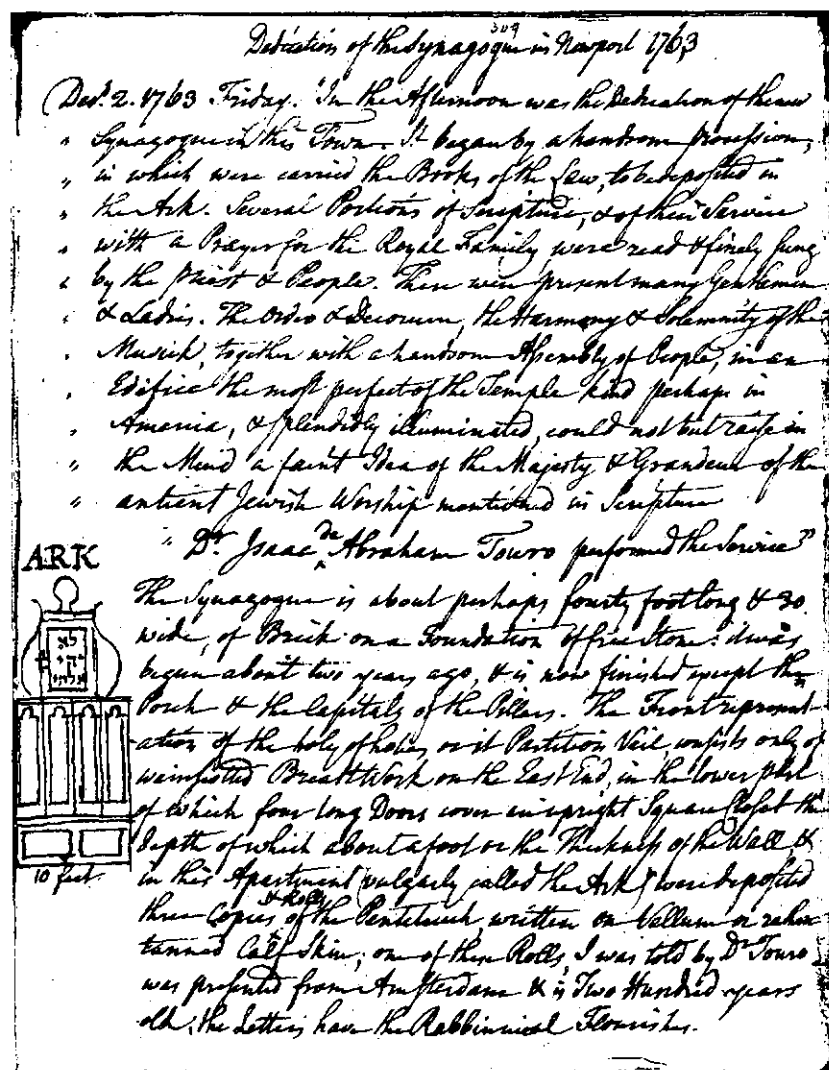 309
Dedication of the Synagogue in Newport 1763
Decr. 2. 1763 Friday. "In the Afternoon was the Dedication of the new
" Synagogue in this Town. It began by a handsom Procession,
" in which were carried the Books of the Law, to be deposited in
" the Ark. Several Portions of Scripture, & of their Service
" with a Prayer for the Royal Family, were read & finely sung
" by the Priest & People. There were present many Gentlemen
" & Ladies. The Order & Decorum, the Harmony & Solemnity of the
" Musick, together with a handsom Assembly of People, in an
" Edifice the most perfect of the Temple kind perhaps in
" America, & splendidly illuminated, could not but raise in
" the Mind a faint Idea of the Majesty & Grandeur of the
" antient Jewish Worship mentioned in Scripture
" Dr. Isaac de Abraham Touro performed the Service"
ARK
The Synagogue is about perhaps fourty foot long & 30
wide, of Brick on a Foundation of free Stone: it was
begun about two years ago, & is now finished except the
Porch & the Capitals of the Pillars. The Front represent-
ation of the holy of holies, or its Partition Veil, consists only of
wainscotted Breast Work on the East End, in the lower part
of which four long Doors cover an upright Square Closet the
depth of which is about a foot or the Thickness of the Wall, &
in this Apartment (vulgarly called the Ark) were deposited
three Copies & Rolls of the Pentateuch, written on Vellum or rather
tanned Calf Skin; one of these Rolls, I was told by Dr. Touro
was presented from Amsterdam & is Two Hundred years
old; the Letters have the Rabbinical Flourishes.
10 feet